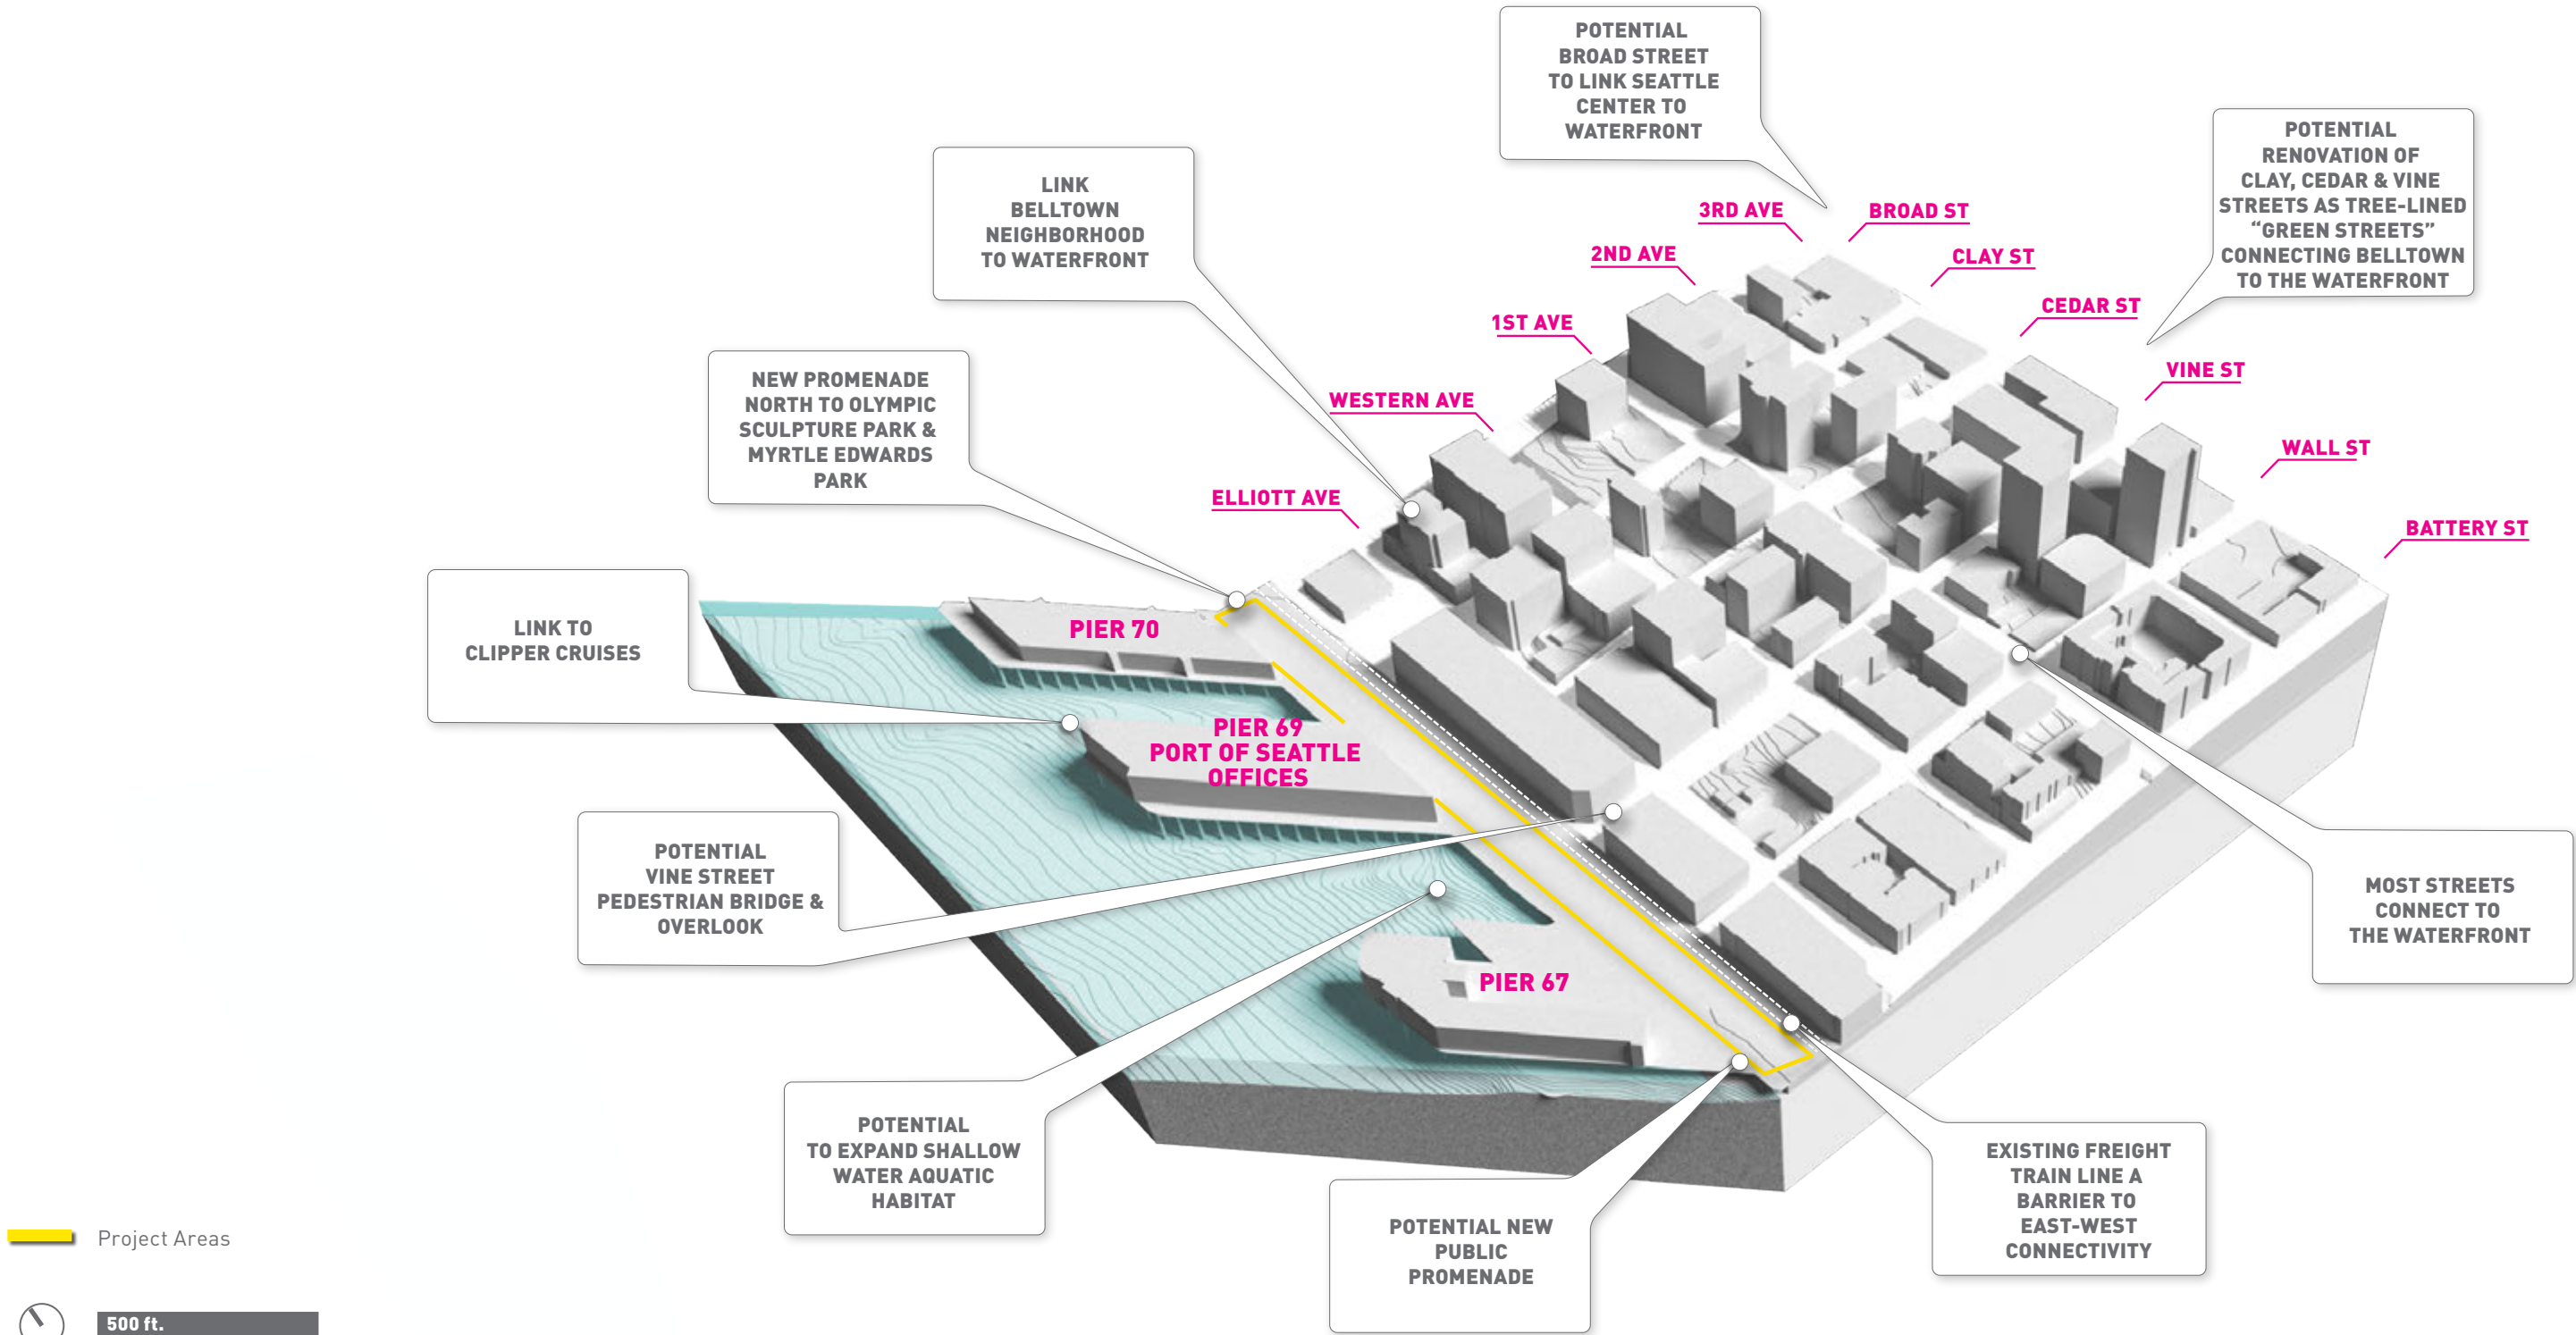 POTENTIAL
BROAD STREET
TO LINK SEATTLE
CENTER TO
WATERFRONT
POTENTIAL
RENOVATION OF
CLAY, CEDAR & VINE
STREETS AS TREE-LINED
“GREEN STREETS”
CONNECTING BELLTOWN
TO THE WATERFRONT
LINK
BELLTOWN
NEIGHBORHOOD
TO WATERFRONT
3RD AVE
BROAD ST
2ND AVE
CLAY ST
CEDAR ST
1ST AVE
VINE ST
WESTERN AVE
WALL ST
ELLIOTT AVE
BATTERY ST
NEW PROMENADE
NORTH TO OLYMPIC
SCULPTURE PARK &
MYRTLE EDWARDS
PARK
LINK TO
CLIPPER CRUISES
PIER 70
PIER 69
PORT OF SEATTLE
OFFICES
POTENTIAL
VINE STREET
PEDESTRIAN BRIDGE &
OVERLOOK
PIER 67
MOST STREETS
CONNECT TO
THE WATERFRONT
POTENTIAL
TO EXPAND SHALLOW
WATER AQUATIC
HABITAT
POTENTIAL NEW
PUBLIC
PROMENADE
EXISTING FREIGHT
TRAIN LINE A
BARRIER TO
EAST-WEST
CONNECTIVITY
Project Areas
500 ft.